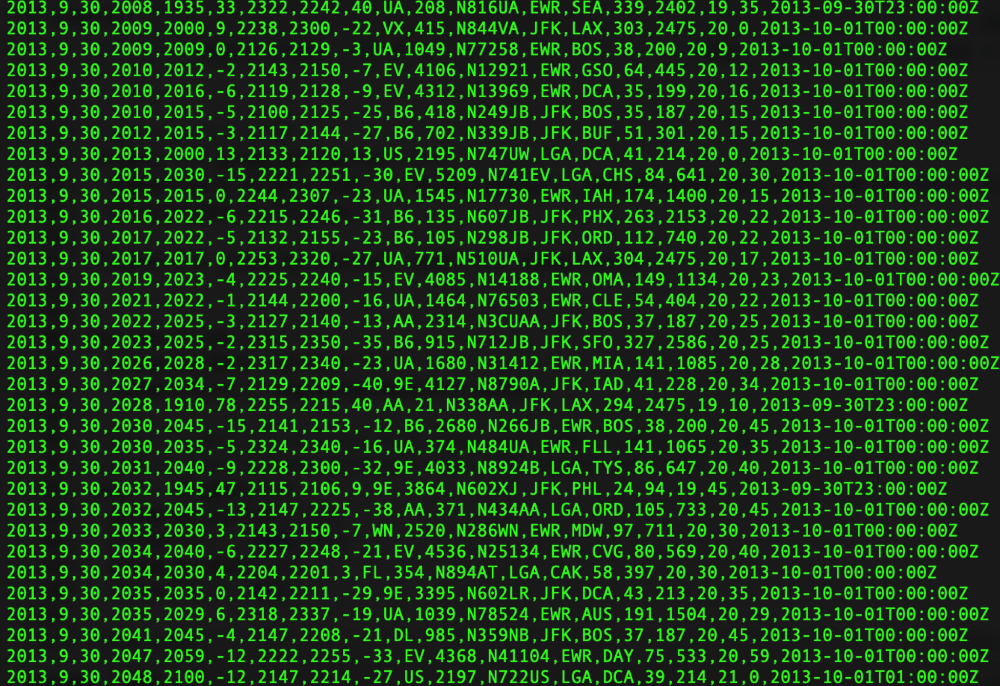 2013,9,30,2008,1935,33,2322,2242,40,UA,208,N816UA,EWR,SEA,339,2402,19,35,2013-09-30T23:00:00Z
2013,9,30,2009,2000,9,2238,2300,-22,VX,415,N844VA,JFK,LAX,303,2475,20,0,2013-10-01T00:00:00Z
2013,9,30,2009,2009,0,2126,2129,-3,UA,1049,N77258,EWR,BOS,38,200,20,9,2013-10-01T00:00:00Z
2013,9,30,2010,2012,-2,2143,2150,-7,EV,4106,N12921,EWR,GSO,64,445,20,12,2013-10-01T00:00:00Z
2013,9,30,2010,2016,-6,2119,2128,-9,EV,4312,N13969,EWR,DCA,35,199,20,16,2013-10-01T00:00:00Z
2013,9,30,2010,2015,-5,2100,2125,-25,B6,418,N249JB,JFK,BOS,35,187,20,15,2013-10-01T00:00:00Z
2013,9,30,2012,2015,-3,2117,2144,-27,B6,702,N339JB,JFK,BUF,51,301,20,15,2013-10-01T00:00:00Z
2013,9,30,2013,2000,13,2133,2120,13,US,2195,N747UW,LGA,DCA,41,214,20,0,2013-10-01T00:00:00Z
2013,9,30,2015,2030,-15,2221,2251,-30,EV,5209,N741EV,LGA,CHS,84,641,20,30,2013-10-01T00:00:00Z
2013,9,30,2015,2015,0,2244,2307,-23,UA,1545,N17730,EWR,IAH,174,1400,20,15,2013-10-01T00:00:00Z
2013,9,30,2016,2022,-6,2215,2246,-31,B6,135,N607JB,JFK,PHX,263,2153,20,22,2013-10-01T00:00:00Z
2013,9,30,2017,2022,-5,2132,2155,-23,B6,105,N298JB,JFK,ORD,112,740,20,22,2013-10-01T00:00:00Z
2013,9,30,2017,2017,0,2253,2320,-27,UA,771,N510UA,JFK,LAX,304,2475,20,17,2013-10-01T00:00:00Z
2013,9,30,2019,2023,-4,2225,2240,-15,EV,4085,N14188,EWR,OMA,149,1134,20,23,2013-10-01T00:00:00Z
2013,9,30,2021,2022,-1,2144,2200,-16,UA,1464,N76503,EWR,CLE,54,404,20,22,2013-10-01T00:00:00Z
2013,9,30,2022,2025,-3,2127,2140,-13,AA,2314,N3CUAA,JFK,BOS,37,187,20,25,2013-10-01T00:00:00Z
2013,9,30,2023,2025,-2,2315,2350,-35,B6,915,N712JB,JFK,SFO,327,2586,20,25,2013-10-01T00:00:00Z
2013,9,30,2026,2028,-2,2317,2340,-23,UA,1680,N31412,EWR,MIA,141,1085,20,28,2013-10-01T00:00:00Z
2013,9,30,2027,2034,-7,2129,2209,-40,9E,4127,N8790A,JFK,IAD,41,228,20,34,2013-10-01T00:00:00Z
2013,9,30,2028,1910,78,2255,2215,40,AA,21,N338AA,JFK,LAX,294,2475,19,10,2013-09-30T23:00:00Z
2013,9,30,2030,2045,-15,2141,2153,-12,B6,2680,N266JB,EWR,BOS,38,200,20,45,2013-10-01T00:00:00Z
2013,9,30,2030,2035,-5,2324,2340,-16,UA,374,N484UA,EWR,FLL,141,1065,20,35,2013-10-01T00:00:00Z
2013,9,30,2031,2040,-9,2228,2300,-32,9E,4033,N8924B,LGA,TYS,86,647,20,40,2013-10-01T00:00:00Z
2013,9,30,2032,1945,47,2115,2106,9,9E,3864,N602XJ,JFK,PHL,24,94,19,45,2013-09-30T23:00:00Z
2013,9,30,2032,2045,-13,2147,2225,-38,AA,371,N434AA,LGA,ORD,105,733,20,45,2013-10-01T00:00:00Z
2013,9,30,2033,2030,3,2143,2150,-7,WN,2520,N286WN,EWR,MDW,97,711,20,30,2013-10-01T00:00:00Z
2013,9,30,2034,2040,-6,2227,2248,-21,EV,4536,N25134,EWR,CVG,80,569,20,40,2013-10-01T00:00:00Z
2013,9,30,2034,2030,4,2204,2201,3,FL,354,N894AT,LGA,CAK,58,397,20,30,2013-10-01T00:00:00Z
2013,9,30,2035,2035,0,2142,2211,-29,9E,3395,N602LR,JFK,DCA,43,213,20,35,2013-10-01T00:00:00Z
2013,9,30,2035,2029,6,2318,2337,-19,UA,1039,N78524,EWR,AUS,191,1504,20,29,2013-10-01T00:00:00Z
2013,9,30,2041,2045,-4,2147,2208,-21,DL,985,N359NB,JFK,BOS,37,187,20,45,2013-10-01T00:00:00Z
2013,9,30,2047,2059,-12,2222,2255,-33,EV,4368,N41104,EWR,DAY,75,533,20,59,2013-10-01T00:00:00Z
2013,9,30,2048,2100,-12,2147,2214,-27,US,2197,N722US,LGA,DCA,39,214,21,0,2013-10-01T01:00:00Z